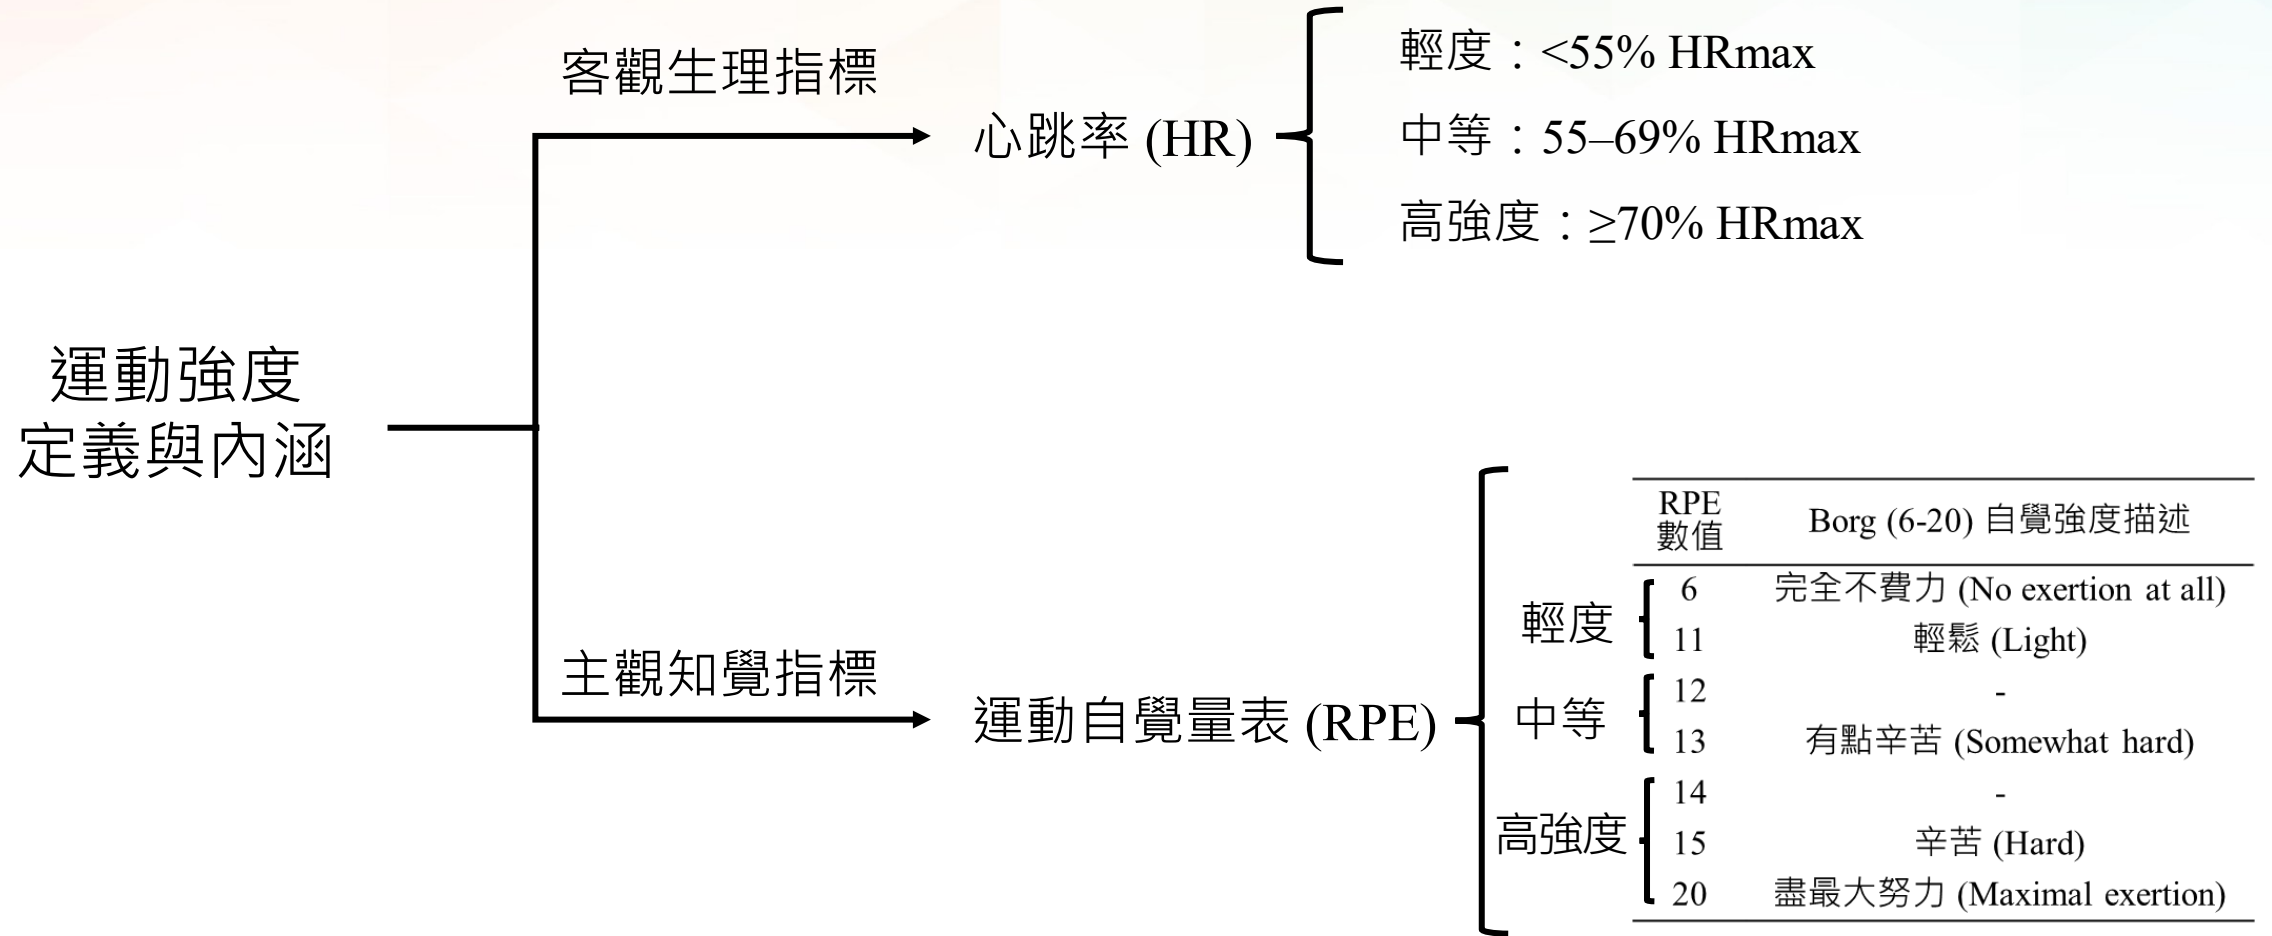 運動強度
定義與內涵
客觀生理指標
心跳率 (HR)
輕度：<55% HRmax
中等：55–69% HRmax
高強度：≥70% HRmax
主觀知覺指標
運動自覺量表 (RPE)
RPE
數值
Borg (6-20) 自覺強度描述
輕度
6 完全不費力 (No exertion at all)
11 輕鬆 (Light)
中等
12 -
13 有點辛苦 (Somewhat hard)
高強度
14 -
15 辛苦 (Hard)
20 盡最大努力 (Maximal exertion)